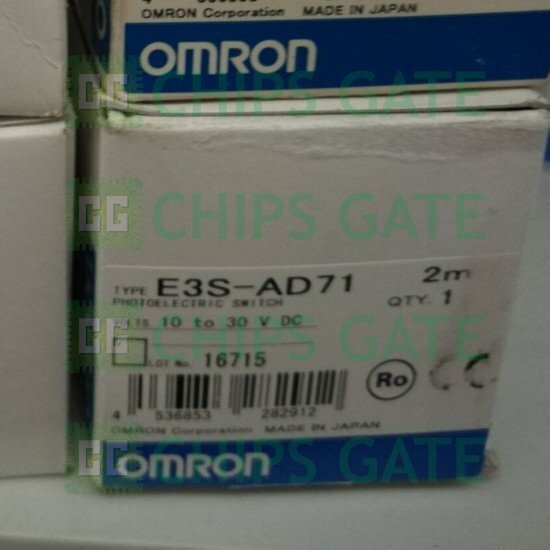 OMRON Corporation MADE IN JAPAN
OMRON
CHIPS GATE
CHIPS GATE
TYPE E3S-AD71 2m
PHOTOELECTRIC SWITCH QTY. 1
VOLTS 10 to 30 V DC
LOT No. 16715
Ro CE
4 536853 282912
OMRON Corporation MADE IN JAPAN
OMRON
CHIPS GATE
CHIPS GATE